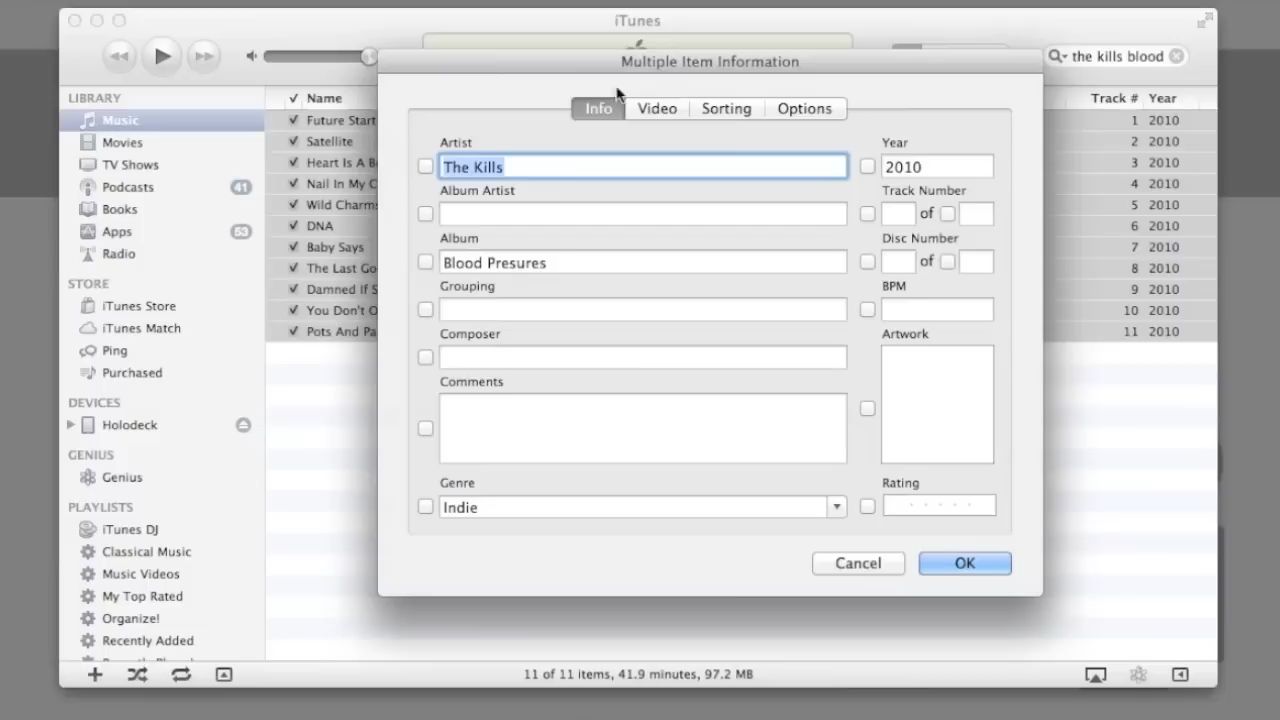 iTunes
the kills blood
Multiple Item Information
Info Video Sorting Options
LIBRARY
Music
Movies
TV Shows
Podcasts 41
Books
Apps 53
Radio
STORE
iTunes Store
iTunes Match
Ping
Purchased
DEVICES
Holodeck
GENIUS
Genius
PLAYLISTS
iTunes DJ
Classical Music
Music Videos
My Top Rated
Organize!
Recently Added
✓ Name
✓ Future Start
✓ Satellite
✓ Heart Is A B
✓ Nail In My C
✓ Wild Charms
✓ DNA
✓ Baby Says
✓ The Last Go
✓ Damned If S
✓ You Don't O
✓ Pots And Pa
Artist
The Kills
Album Artist
Album
Blood Presures
Grouping
Composer
Comments
Genre
Indie
Year
2010
Track Number
of
Disc Number
of
BPM
Artwork
Rating
Cancel OK
Track # Year
1 2010
2 2010
3 2010
4 2010
5 2010
6 2010
7 2010
8 2010
9 2010
10 2010
11 2010
11 of 11 items, 41.9 minutes, 97.2 MB